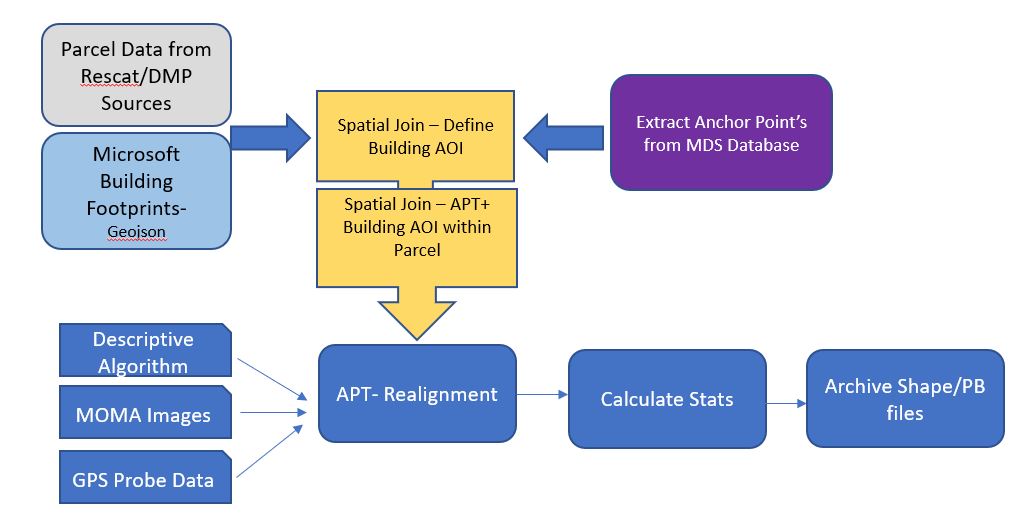 Parcel Data from
Rescat/DMP
Sources
Microsoft
Building
Footprints-
Geojson
Spatial Join – Define
Building AOI
Extract Anchor Point's
from MDS Database
Spatial Join – APT+
Building AOI within
Parcel
Descriptive
Algorithm
MOMA Images
GPS Probe Data
APT- Realignment
Calculate Stats
Archive Shape/PB
files